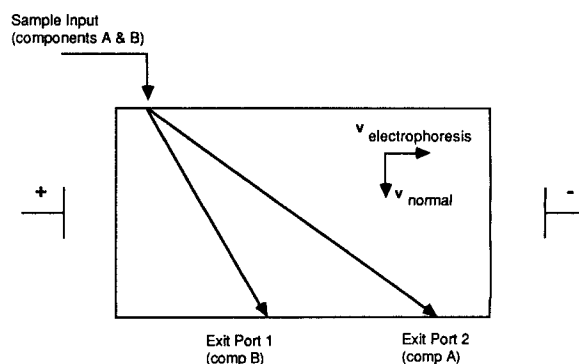 Sample Input
(components A & B)
v electrophoresis
+
v normal
-
Exit Port 1
(comp B)
Exit Port 2
(comp A)